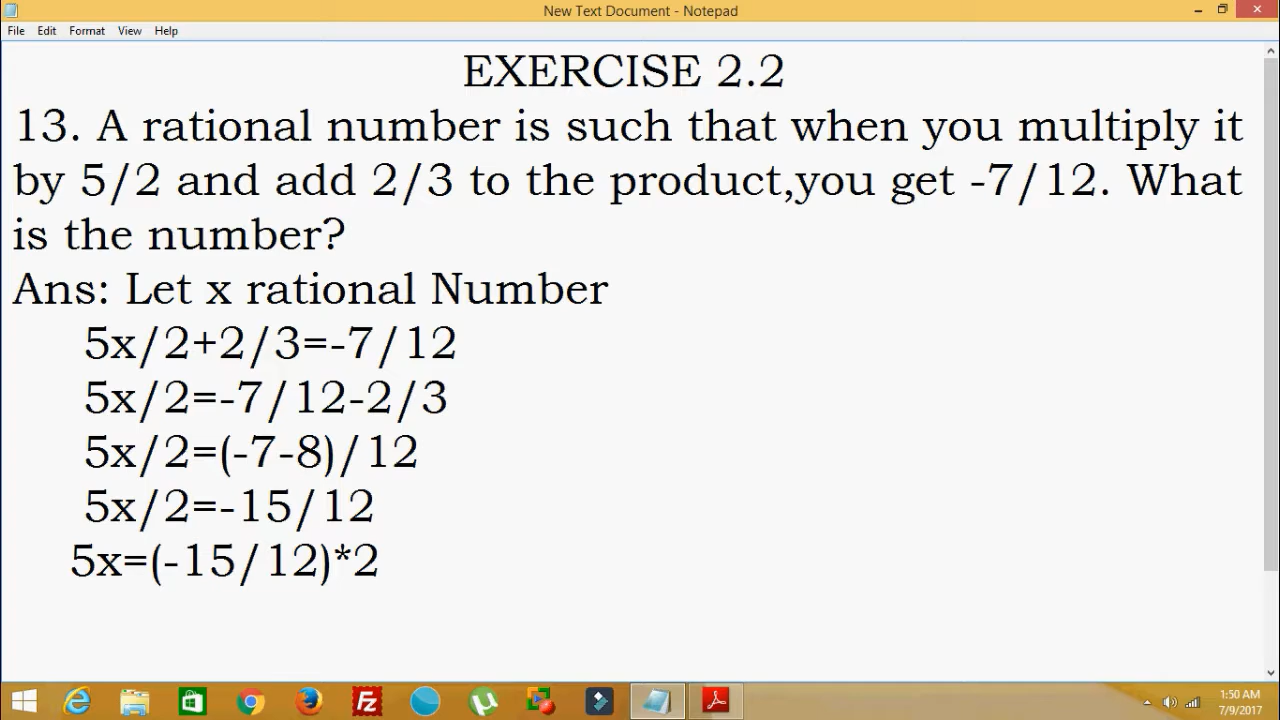 New Text Document - Notepad
File Edit Format View Help
EXERCISE 2.2
13. A rational number is such that when you multiply it
by 5/2 and add 2/3 to the product,you get -7/12. What
is the number?
Ans: Let x rational Number
5x/2+2/3=-7/12
5x/2=-7/12-2/3
5x/2=(-7-8)/12
5x/2=-15/12
5x=(-15/12)*2
Fz
1:50 AM
7/9/2017